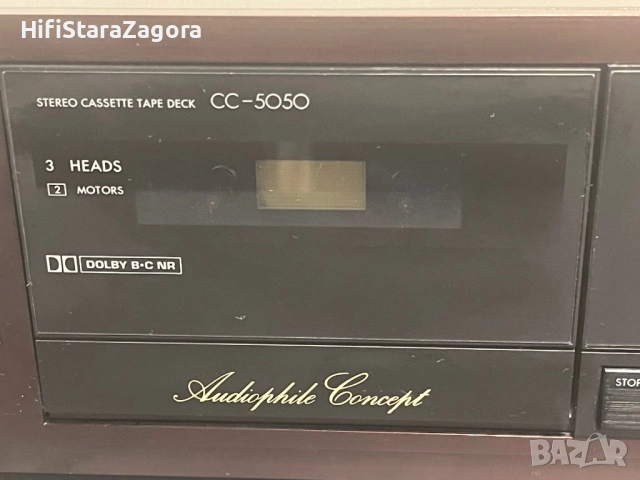 HifiStaraZagora
STEREO CASSETTE TAPE DECK CC-5050
3 HEADS
2 MOTORS
DOLBY B·C NR
Audiophile Concept
STOP
BAZAR